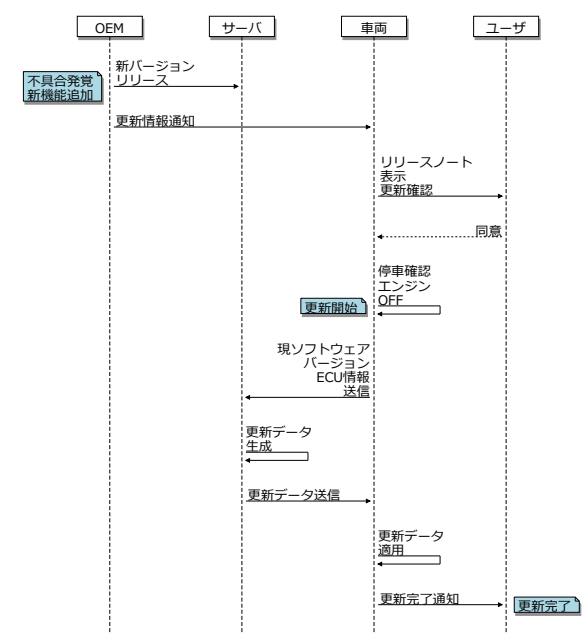 OEM
サーバ
車両
ユーザ
不具合発覚
新機能追加
新バージョン
リリース
更新情報通知
リリースノート
表示
更新確認
同意
停車確認
エンジン
OFF
更新開始
現ソフトウェア
バージョン
ECU情報
送信
更新データ
生成
更新データ送信
更新データ
適用
更新完了通知
更新完了